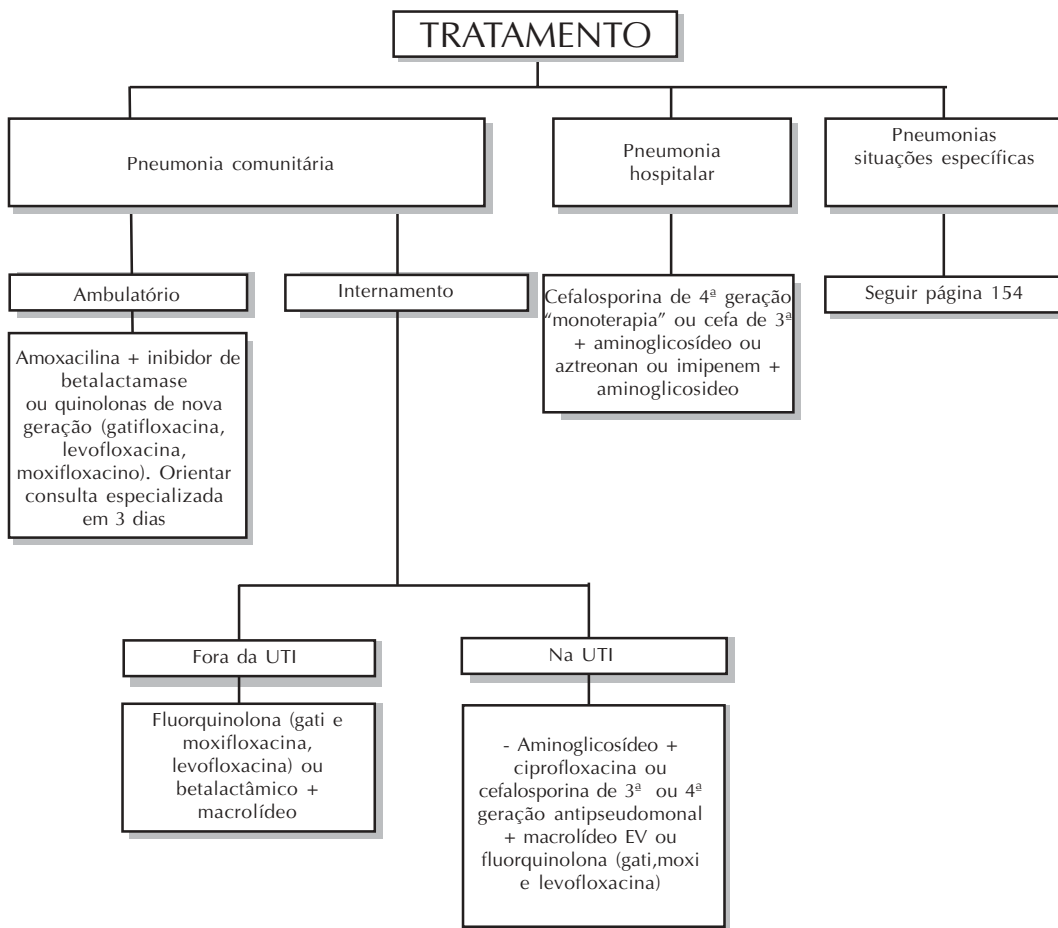 TRATAMENTO
Pneumonia comunitária
Pneumonia
hospitalar
Pneumonias
situações específicas
Ambulatório
Internamento
Cefalosporina de 4ª geração
“monoterapia” ou cefa de 3ª
+ aminoglicosídeo ou
aztreonan ou imipenem +
aminoglicosideo
Seguir página 154
Amoxacilina + inibidor de
betalactamase
ou quinolonas de nova
geração (gatifloxacina,
levofloxacina,
moxifloxacino). Orientar
consulta especializada
em 3 dias
Fora da UTI
Na UTI
Fluorquinolona (gati e
moxifloxacina,
levofloxacina) ou
betalactâmico +
macrolídeo
- Aminoglicosídeo +
ciprofloxacina ou
cefalosporina de 3ª ou 4ª
geração antipseudomonal
+ macrolídeo EV ou
fluorquinolona (gati,moxi
e levofloxacina)